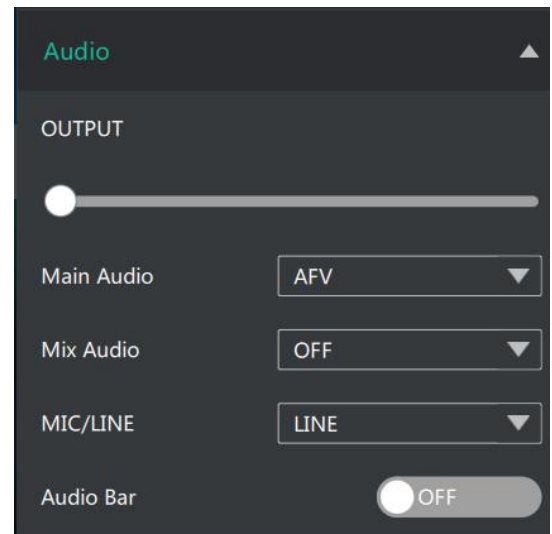 Audio
OUTPUT
Main Audio AFV
Mix Audio OFF
MIC/LINE LINE
Audio Bar OFF